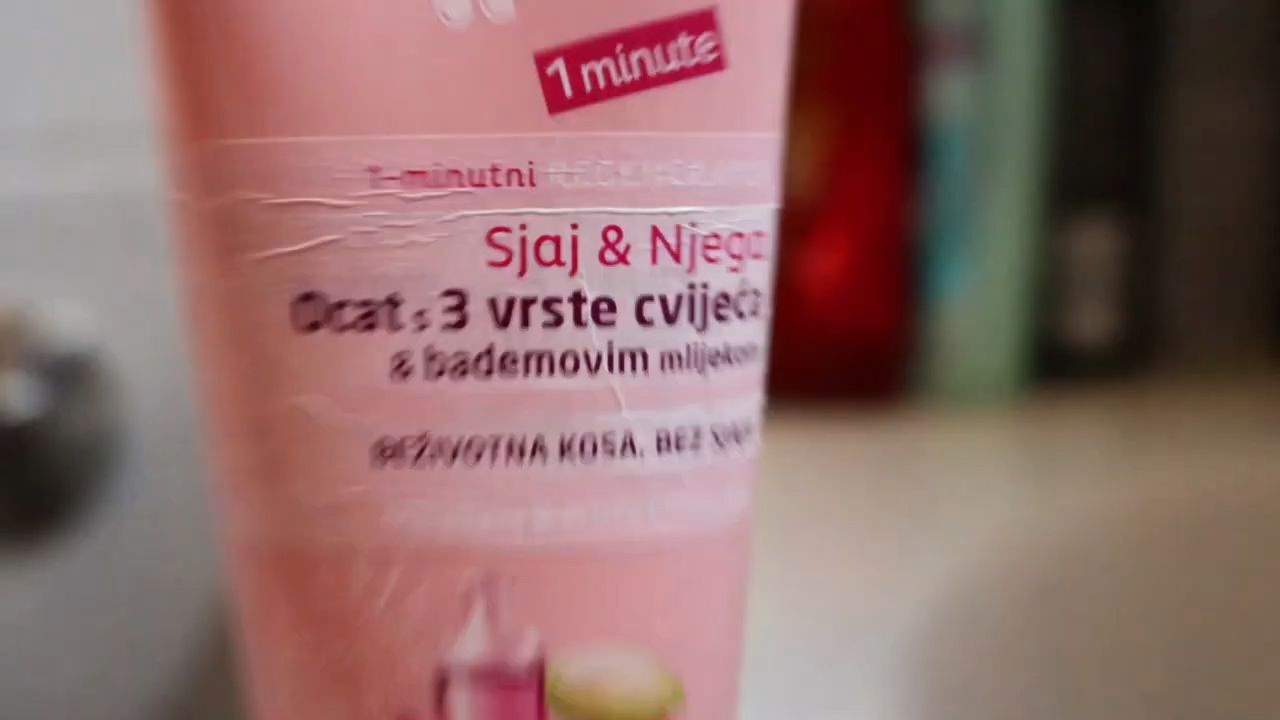 1 minute
1-minutni
Sjaj & Njega
Ocat s 3 vrste cvijeća
& bademovim mlijekom
BEŽIVOTNA KOSA, BEZ